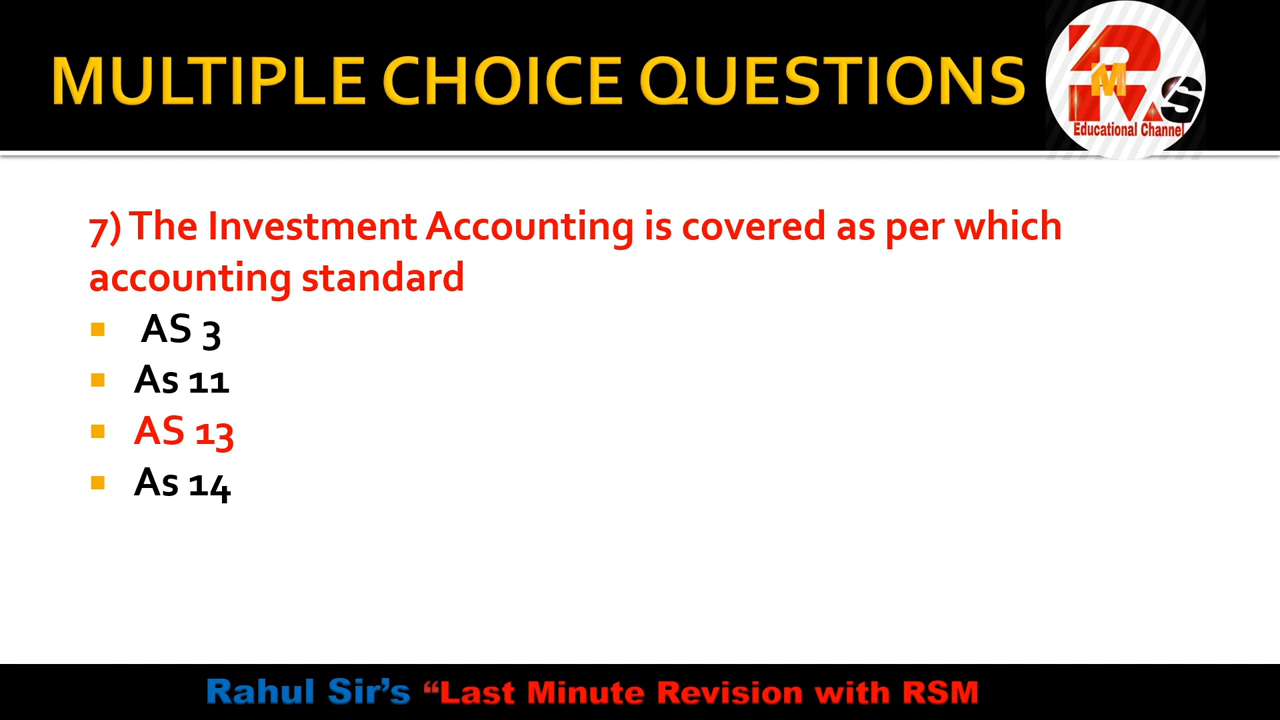 MULTIPLE CHOICE QUESTIONS
RMS
Educational Channel
7) The Investment Accounting is covered as per which
accounting standard
AS 3
As 11
AS 13
As 14
Rahul Sir’s “Last Minute Revision with RSM